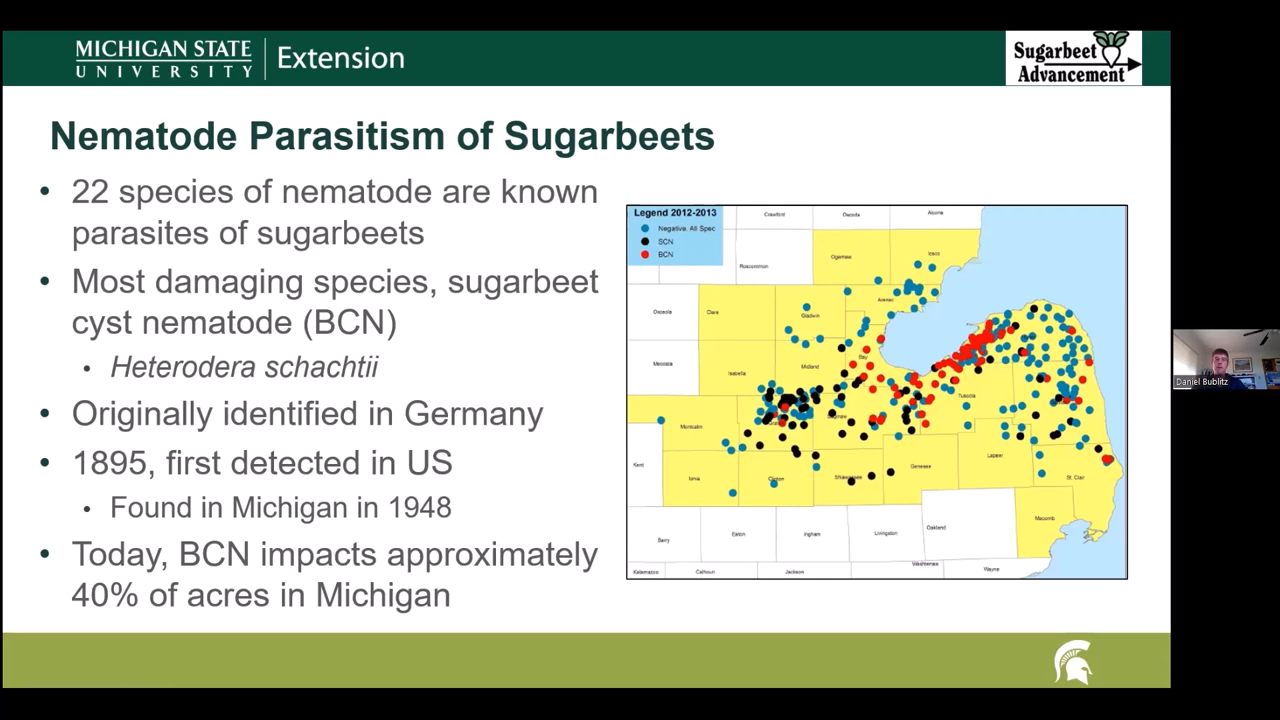 MICHIGAN STATE
UNIVERSITY
Extension
Sugarbeet
Advancement
Nematode Parasitism of Sugarbeets
• 22 species of nematode are known
parasites of sugarbeets
• Most damaging species, sugarbeet
cyst nematode (BCN)
• Heterodera schachtii
• Originally identified in Germany
• 1895, first detected in US
• Found in Michigan in 1948
• Today, BCN impacts approximately
40% of acres in Michigan
Legend 2012-2013
Negative, All Spec
SCN
BCN
Crawford
Oscoda
Alcona
Roscommon
Ogemaw
Iosco
Osceola
Clare
Gladwin
Arenac
Mecosta
Isabella
Midland
Bay
Montcalm
Saginaw
Tuscola
Kent
Ionia
Clinton
Shiawassee
Genesee
Lapeer
St. Clair
Macomb
Barry
Eaton
Ingham
Livingston
Oakland
Kalamazoo
Calhoun
Jackson
Washtenaw
Wayne
Daniel Bublitz